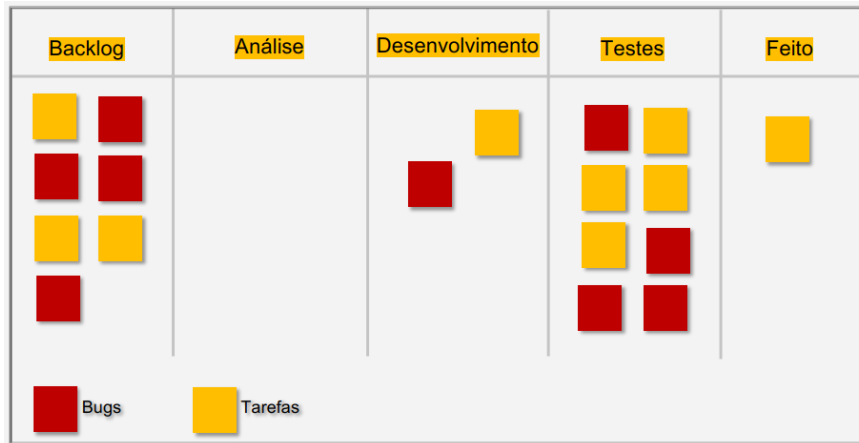 Backlog
Análise
Desenvolvimento
Testes
Feito
Bugs
Tarefas